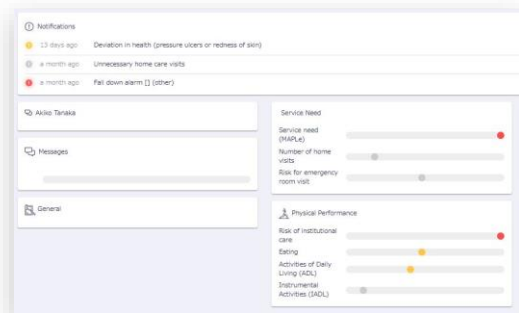 Notifications
13 days ago Deviation in health (pressure ulcers or redness of skin)
a month ago Unnecessary home care visits
a month ago Fall down alarm [] (other)
Akiko Tanaka
Messages
General
Service Need
Service need
(MAPLe)
Number of home
visits
Risk for emergency
room visit
Physical Performance
Risk of institutional
care
Eating
Activities of Daily
Living (ADL)
Instrumental
Activities (IADL)